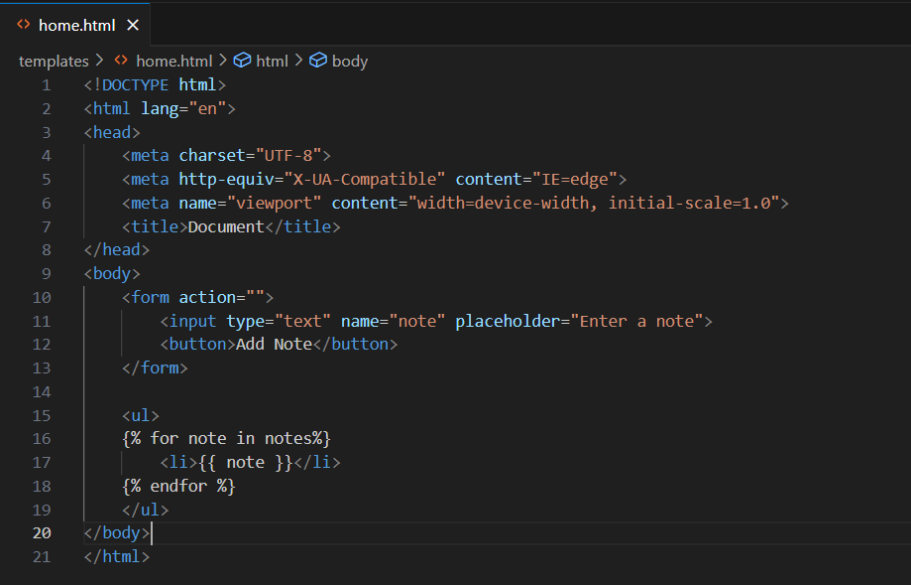 home.html
templates > home.html > html > body
1 <!DOCTYPE html>
2 <html lang="en">
3 <head>
4     <meta charset="UTF-8">
5     <meta http-equiv="X-UA-Compatible" content="IE=edge">
6     <meta name="viewport" content="width=device-width, initial-scale=1.0">
7     <title>Document</title>
8 </head>
9 <body>
10     <form action="">
11         <input type="text" name="note" placeholder="Enter a note">
12         <button>Add Note</button>
13     </form>
14
15     <ul>
16     {% for note in notes%}
17         <li>{{ note }}</li>
18     {% endfor %}
19     </ul>
20 </body>
21 </html>